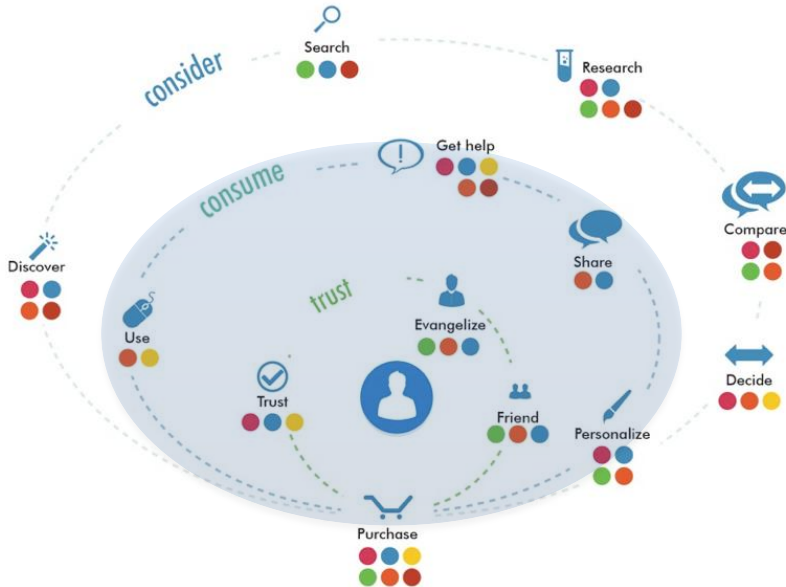 Search
consider
Research
Get help
consume
Compare
Share
Discover
trust
Evangelize
Use
Decide
Trust
Friend
Personalize
Purchase